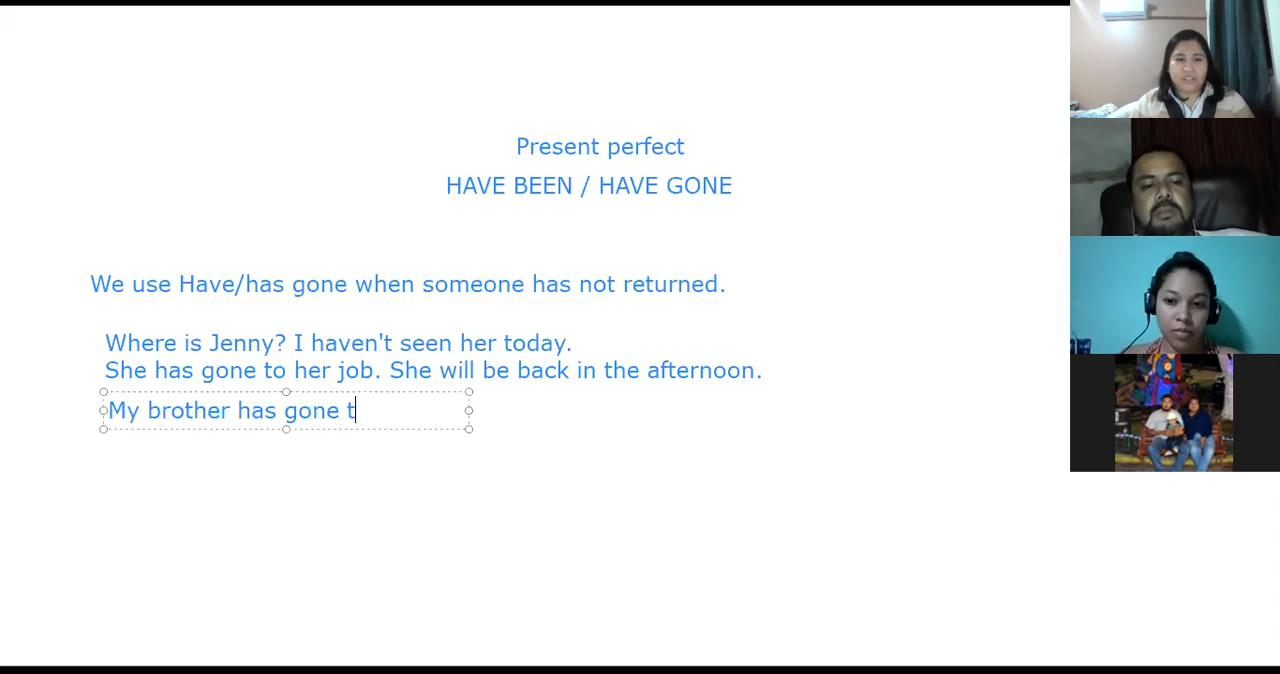 Present perfect
HAVE BEEN / HAVE GONE
We use Have/has gone when someone has not returned.
Where is Jenny? I haven't seen her today.
She has gone to her job. She will be back in the afternoon.
My brother has gone t